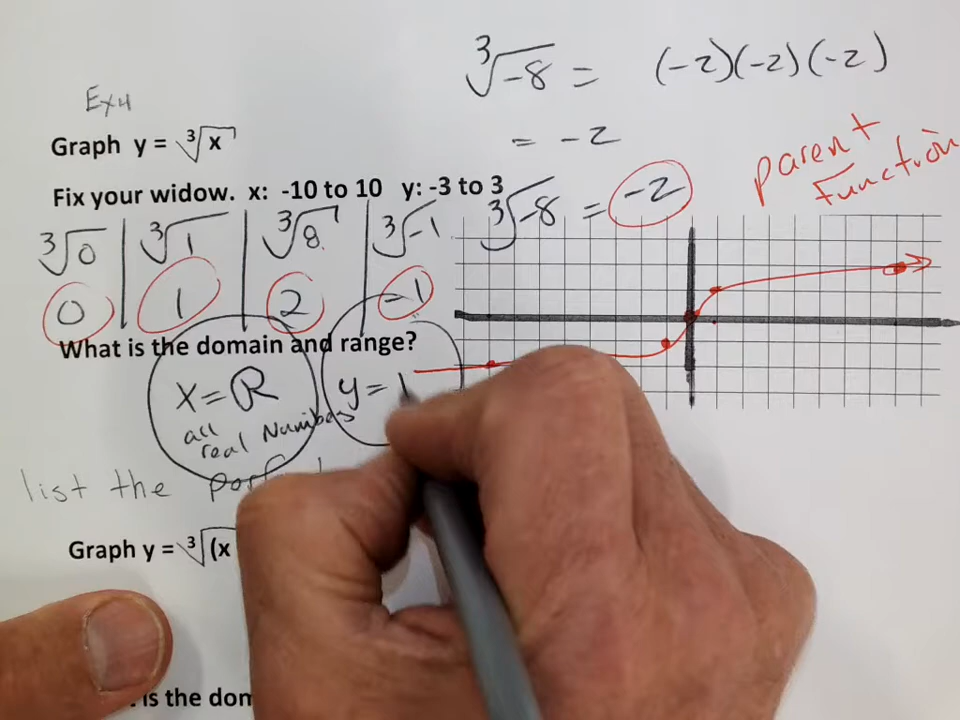 Ex4
∛-8 = (-2)(-2)(-2)
Graph y = ∛x
= -2
parent
Function
Fix your widow. x: -10 to 10 y: -3 to 3
∛-8 = -2
∛0 | ∛1 | ∛8 | ∛-1
0 | 1 | 2 | -1
What is the domain and range?
x = ℝ y =
all
real Numbers
list the
Graph y = ∛(x
is the